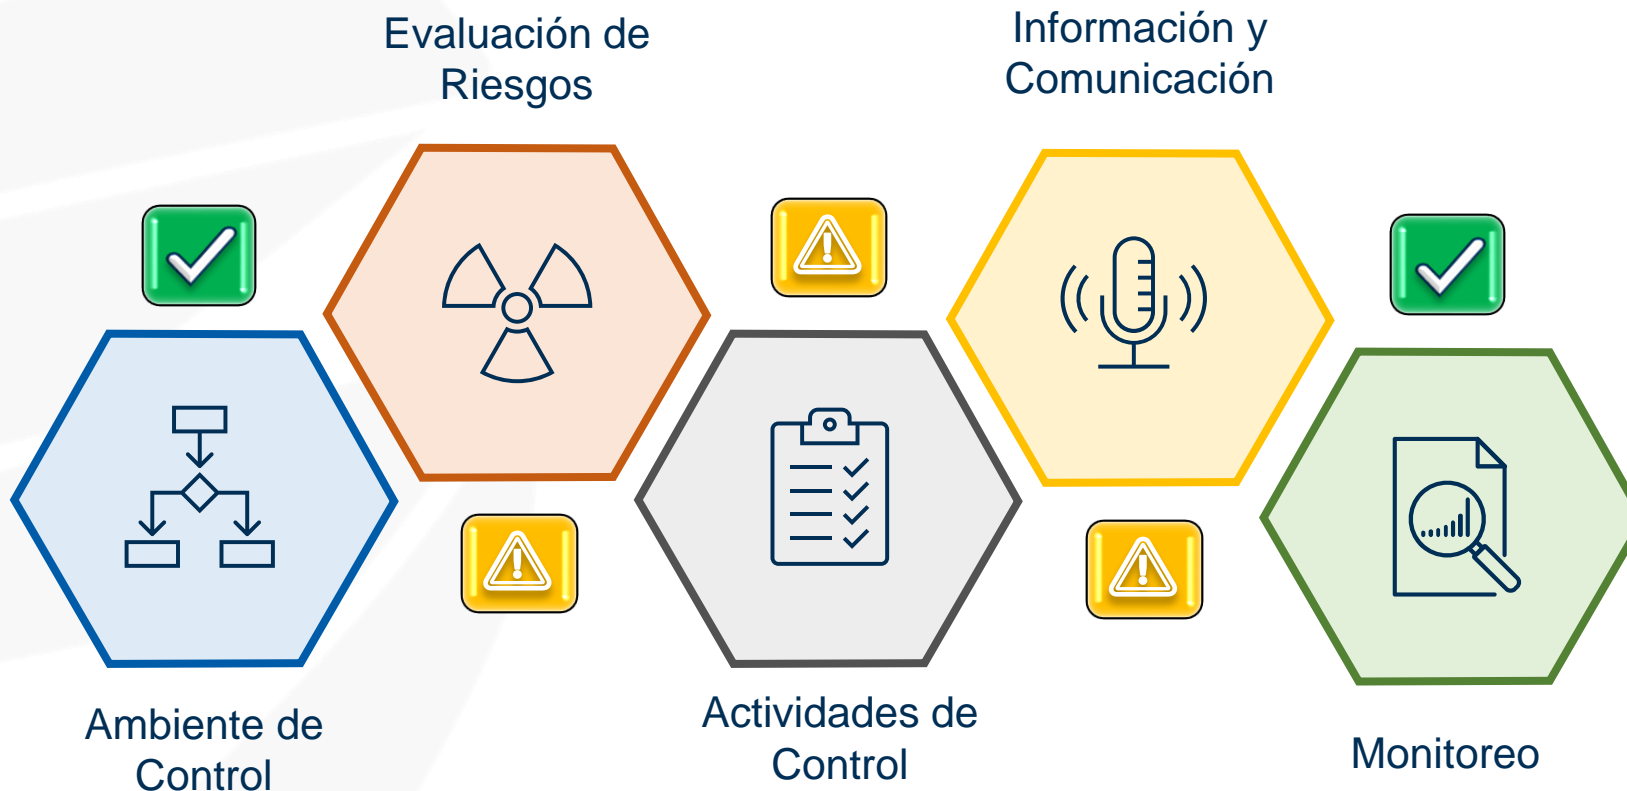 Evaluación de
Riesgos
Información y
Comunicación
Ambiente de
Control
Actividades de
Control
Monitoreo